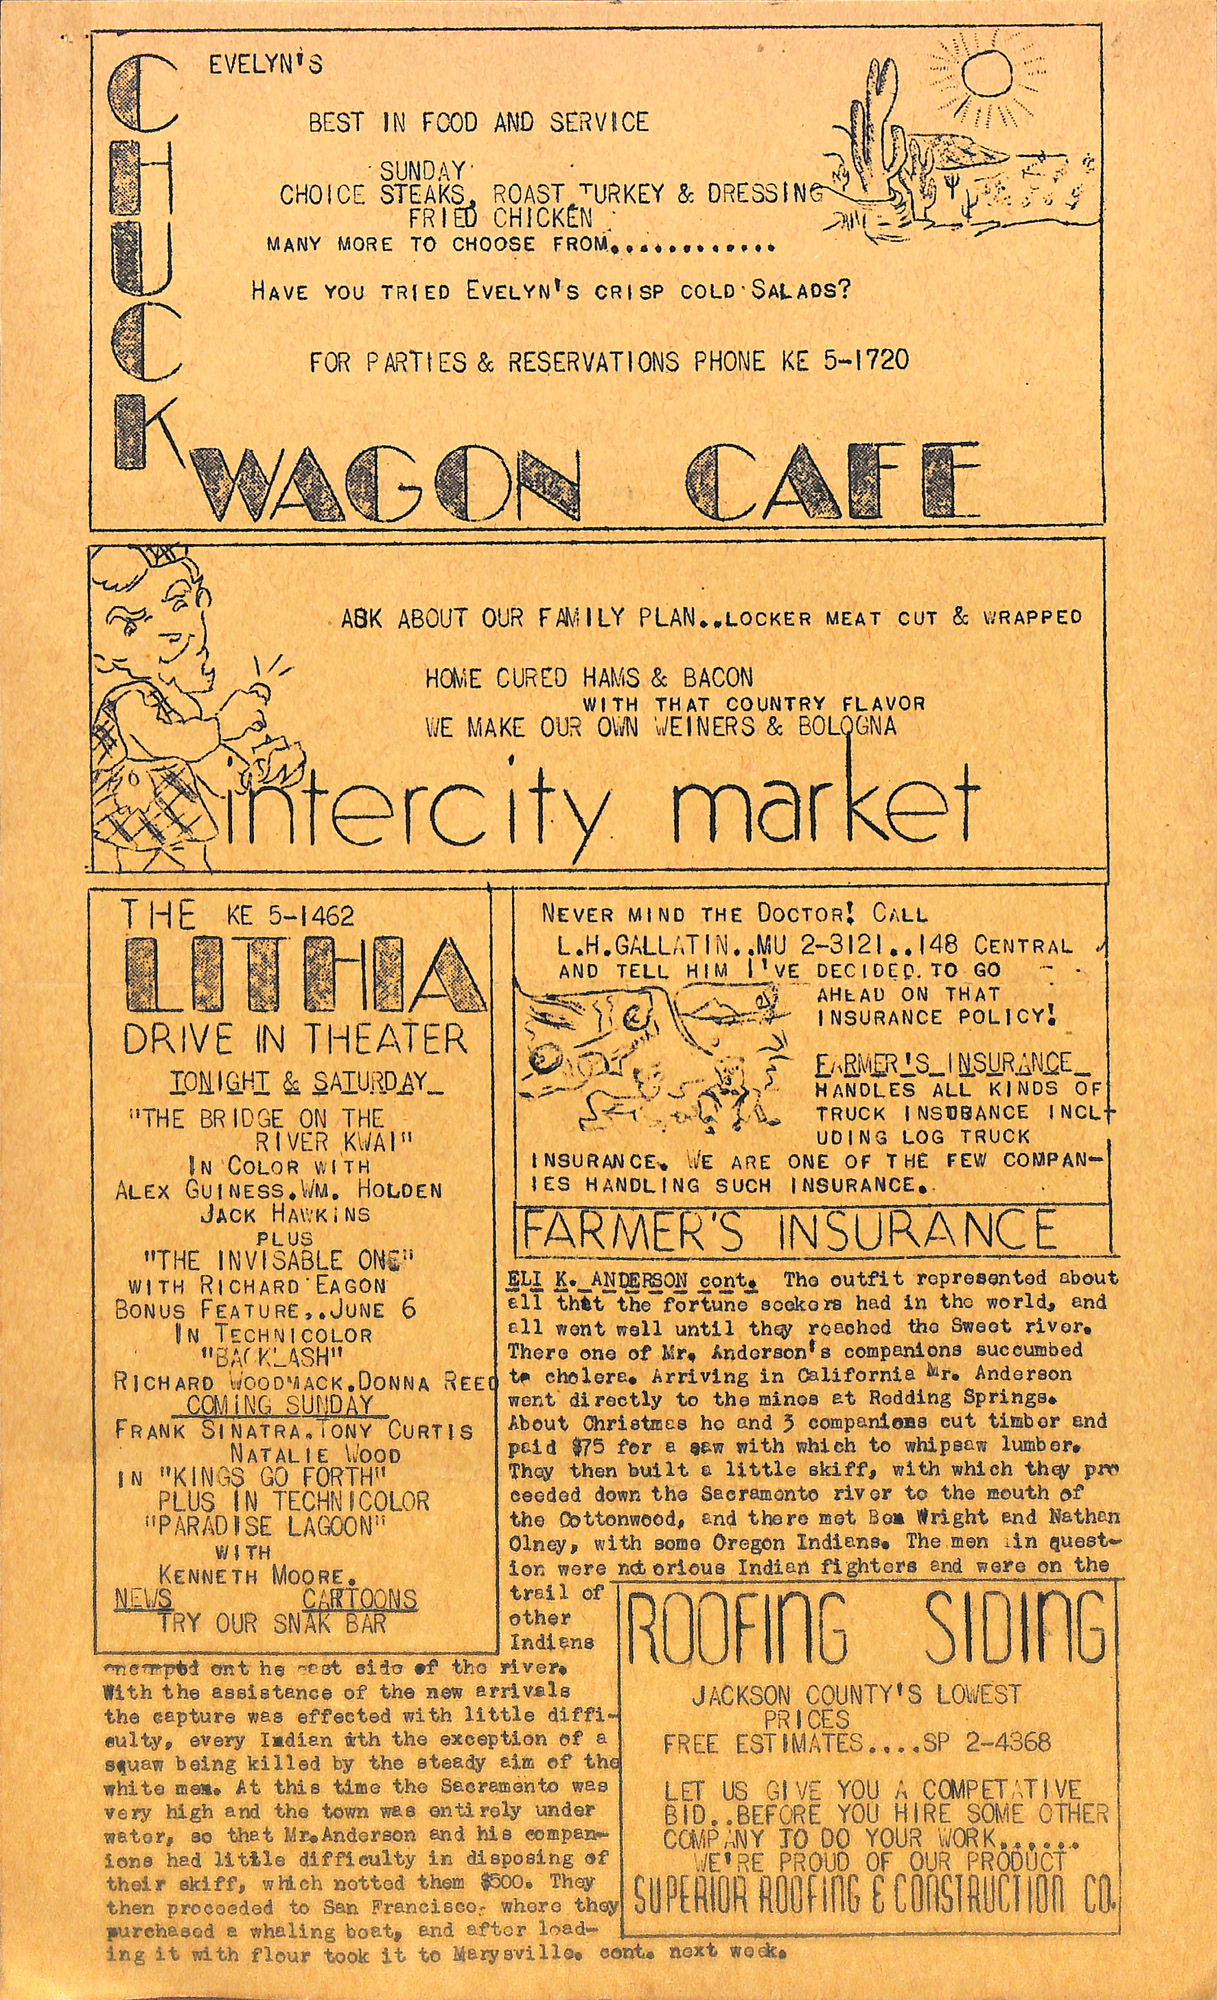 EVELYN'S
CHUCK
BEST IN FOOD AND SERVICE
SUNDAY
CHOICE STEAKS, ROAST TURKEY & DRESSING
FRIED CHICKEN
MANY MORE TO CHOOSE FROM............
HAVE YOU TRIED EVELYN'S CRISP COLD SALADS?
FOR PARTIES & RESERVATIONS PHONE KE 5-1720
WAGON CAFE
ASK ABOUT OUR FAMILY PLAN..LOCKER MEAT CUT & WRAPPED
HOME CURED HAMS & BACON
WITH THAT COUNTRY FLAVOR
WE MAKE OUR OWN WEINERS & BOLOGNA
intercity market
THE KE 5-1462
LITHIA
DRIVE IN THEATER
TONIGHT & SATURDAY
"THE BRIDGE ON THE
RIVER KWAI"
IN COLOR WITH
ALEX GUINESS.WM. HOLDEN
JACK HAWKINS
PLUS
"THE INVISABLE ONE"
WITH RICHARD EAGON
BONUS FEATURE..JUNE 6
IN TECHNICOLOR
"BACKLASH"
RICHARD WOODMACK.DONNA REED
COMING SUNDAY
FRANK SINATRA.TONY CURTIS
NATALIE WOOD
IN "KINGS GO FORTH"
PLUS IN TECHNICOLOR
"PARADISE LAGOON"
WITH
KENNETH MOORE.
NEWS CARTOONS
TRY OUR SNAK BAR
NEVER MIND THE DOCTOR! CALL
L.H.GALLATIN..MU 2-3121..148 CENTRAL
AND TELL HIM I'VE DECIDED TO GO
AHEAD ON THAT
INSURANCE POLICY!
FARMER'S INSURANCE
HANDLES ALL KINDS OF
TRUCK INSURANCE INCL-
UDING LOG TRUCK
INSURANCE. WE ARE ONE OF THE FEW COMPAN-
IES HANDLING SUCH INSURANCE.
FARMER'S INSURANCE
ELI K. ANDERSON cont. The outfit represented about
all that the fortune seekers had in the world, and
all went well until they reached the Sweet river.
There one of Mr. Anderson's companions succumbed
to cholera. Arriving in California Mr. Anderson
went directly to the mines at Redding Springs.
About Christmas he and 3 companions cut timber and
paid $75 for a saw with which to whipsaw lumber.
They then built a little skiff, with which they pro
ceeded down the Sacramento river to the mouth of
the Cottonwood, and there met Ben Wright and Nathan
Olney, with some Oregon Indians. The men in quest-
ion were notorious Indian fighters and were on the
trail of
other
Indians
encamped ont he east side of the river.
With the assistance of the new arrivals
the capture was effected with little diffi-
culty, every Indian with the exception of a
squaw being killed by the steady aim of the
white men. At this time the Sacramento was
very high and the town was entirely under
water, so that Mr.Anderson and his compan-
ions had little difficulty in disposing of
their skiff, which netted them $500. They
then proceeded to San Francisco, where they
purchased a whaling boat, and after load-
ing it with flour took it to Marysville. cont. next week.
ROOFING SIDING
JACKSON COUNTY'S LOWEST
PRICES
FREE ESTIMATES....SP 2-4368
LET US GIVE YOU A COMPETATIVE
BID..BEFORE YOU HIRE SOME OTHER
COMPANY TO DO YOUR WORK......
WE'RE PROUD OF OUR PRODUCT
SUPERIOR ROOFING & CONSTRUCTION CO.